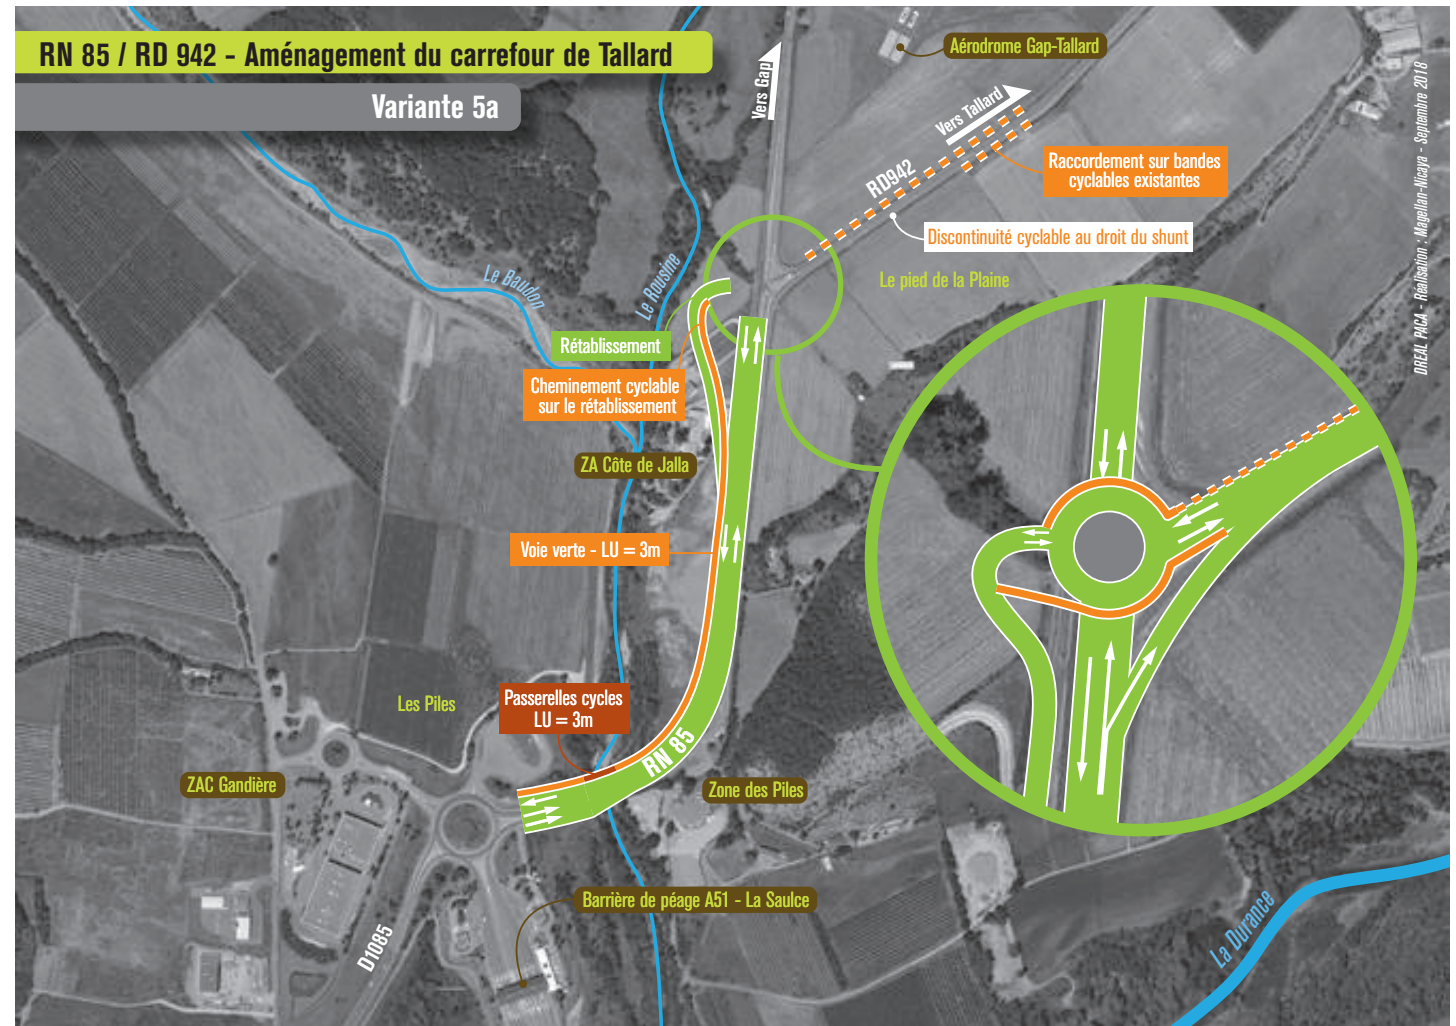 RN 85 / RD 942 - Aménagement du carrefour de Tallard
Variante 5a
Aérodrome Gap-Tallard
Vers Gap
Vers Tallard
RD942
Raccordement sur bandes
cyclables existantes
Discontinuité cyclable au droit du shunt
Le pied de la Plaine
DREAL PACA - Réalisation : Magellan-Nicaya - Septembre 2018
Le Baudon
Le Rousine
Rétablissement
Cheminement cyclable
sur le rétablissement
ZA Côte de Jalla
Voie verte - LU = 3m
Passerelles cycles
LU = 3m
Les Piles
RN 85
ZAC Gandière
Zone des Piles
Barrière de péage A51 - La Saulce
D1085
La Durance